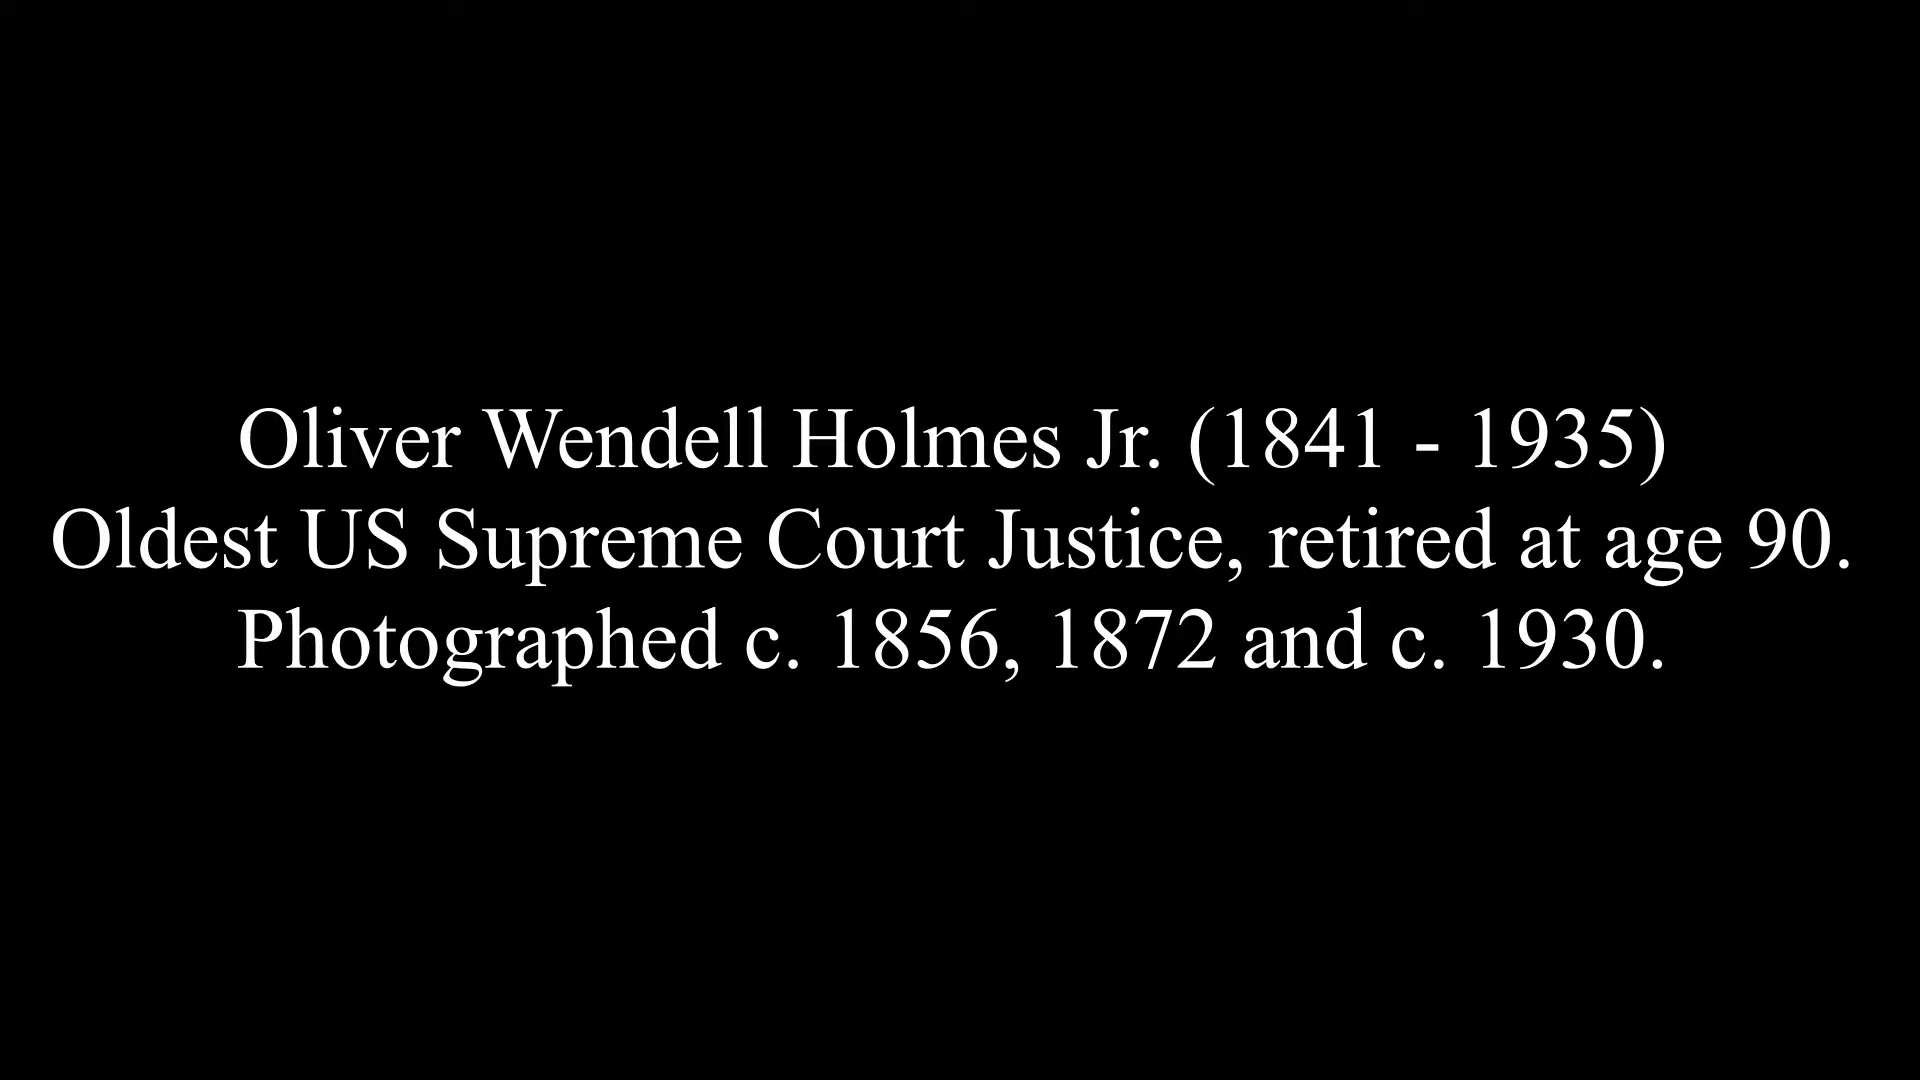 Oliver Wendell Holmes Jr. (1841 - 1935)
Oldest US Supreme Court Justice, retired at age 90.
Photographed c. 1856, 1872 and c. 1930.